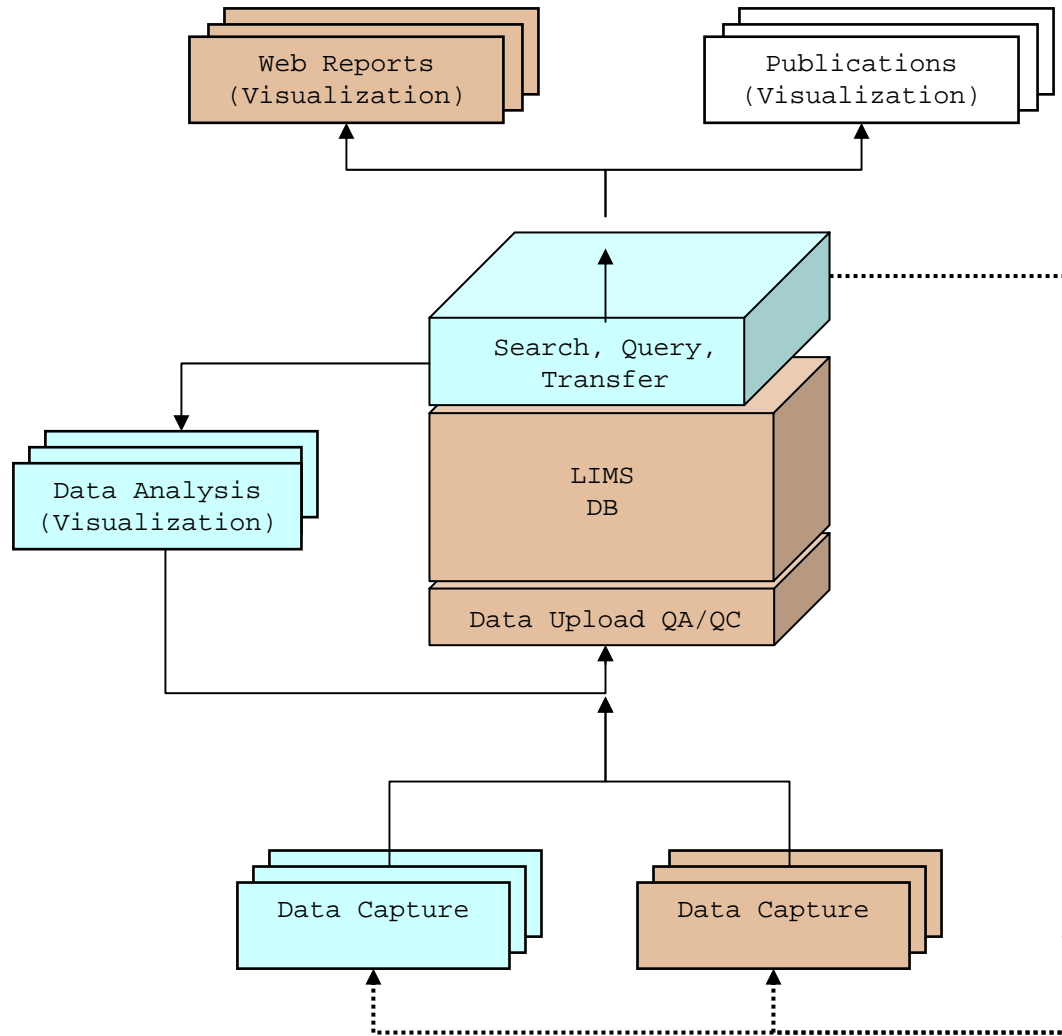 Web Reports
(Visualization)
Publications
(Visualization)
Search, Query,
Transfer
Data Analysis
(Visualization)
LIMS
DB
Data Upload QA/QC
Data Capture
Data Capture